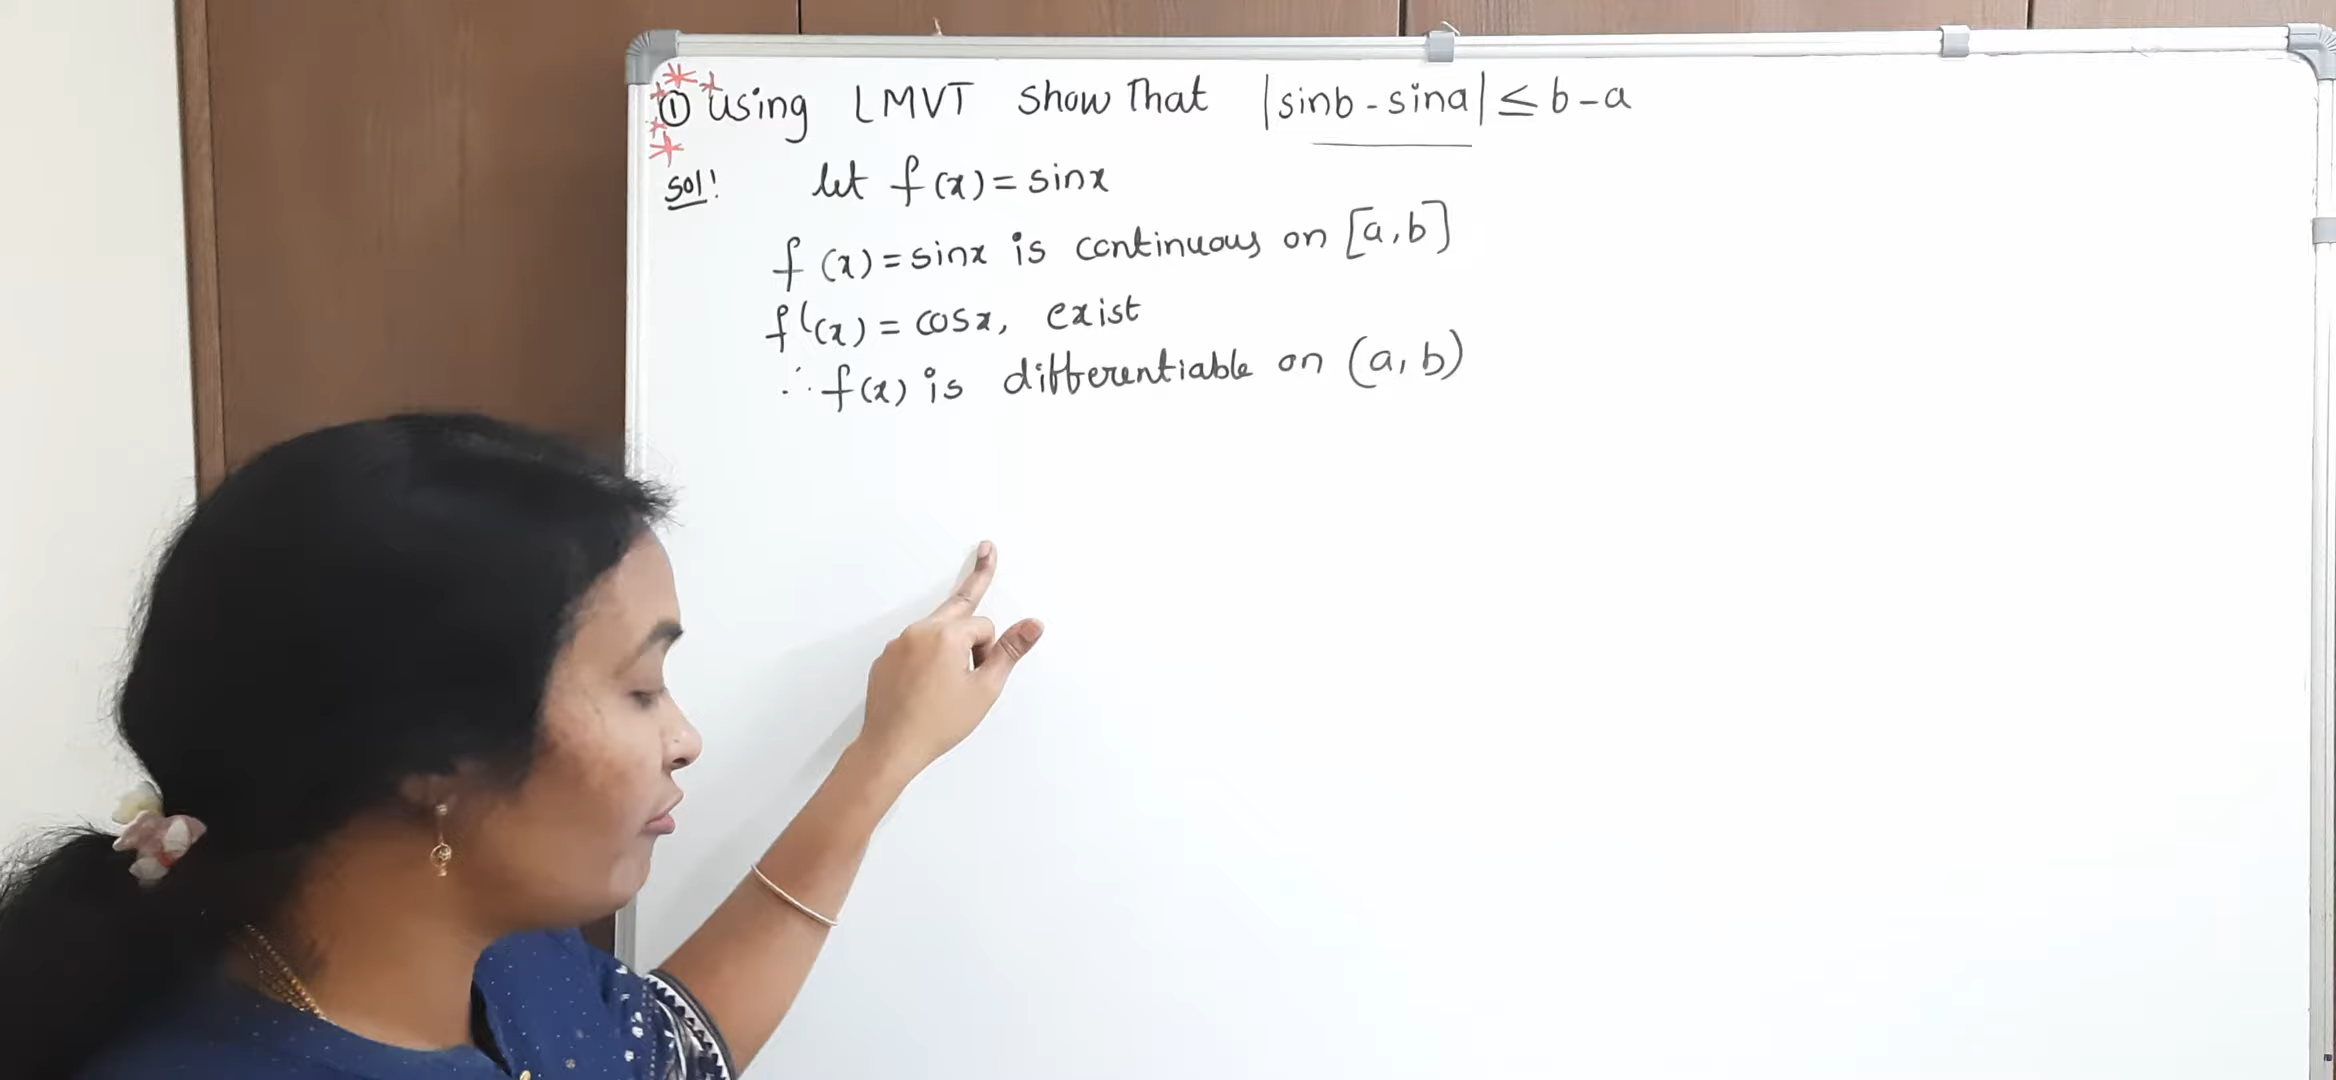 ① using LMVT show that |sinb - sina| ≤ b - a
Sol! let f(x) = sinx
f(x) = sinx is continuous on [a, b]
f'(x) = cosx, exist
∴ f(x) is differentiable on (a, b)